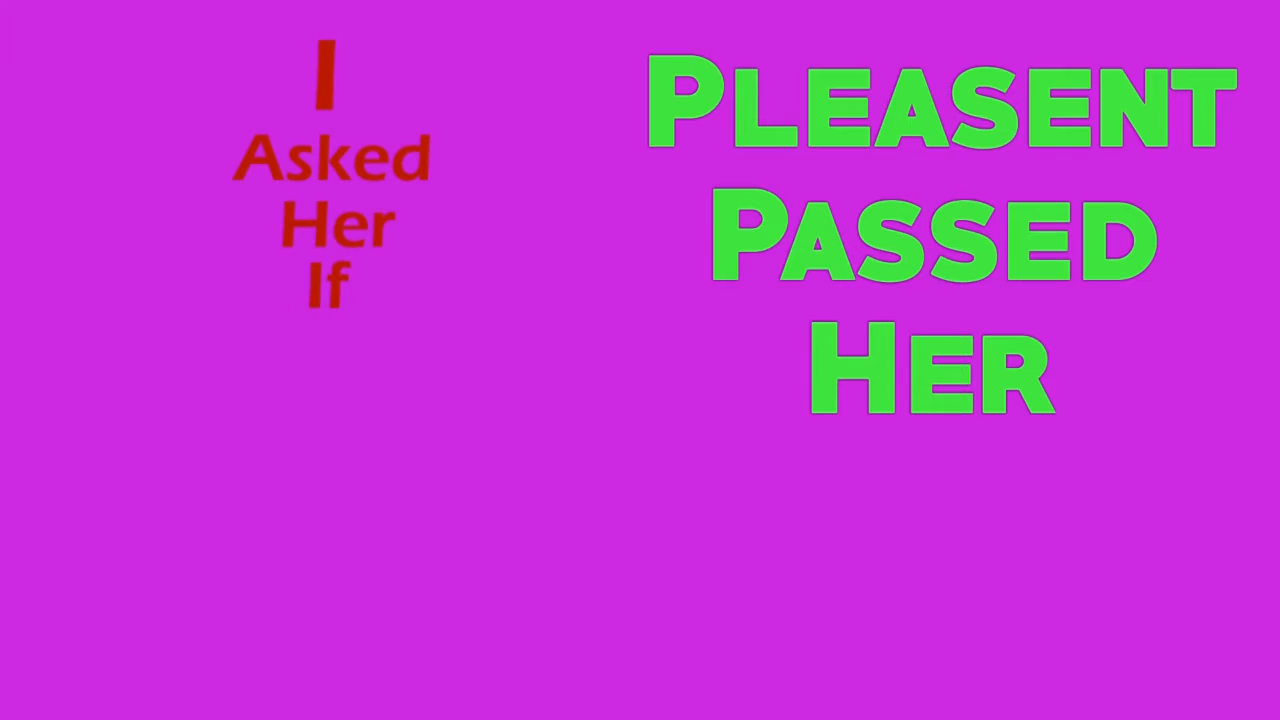 I
Asked
Her
If
PLEASENT
PASSED
HER